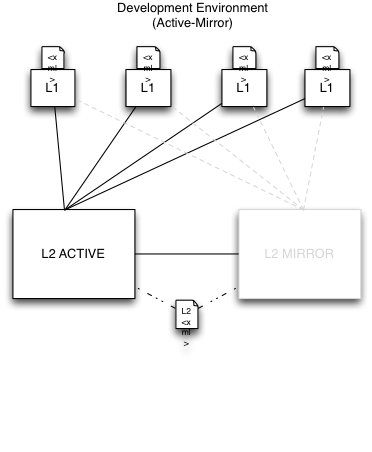 Development Environment
(Active-Mirror)
<x
ml
>
L1
<x
ml
>
L1
<x
ml
>
L1
<x
ml
>
L1
L2 ACTIVE
L2 MIRROR
L2
<x
ml
>